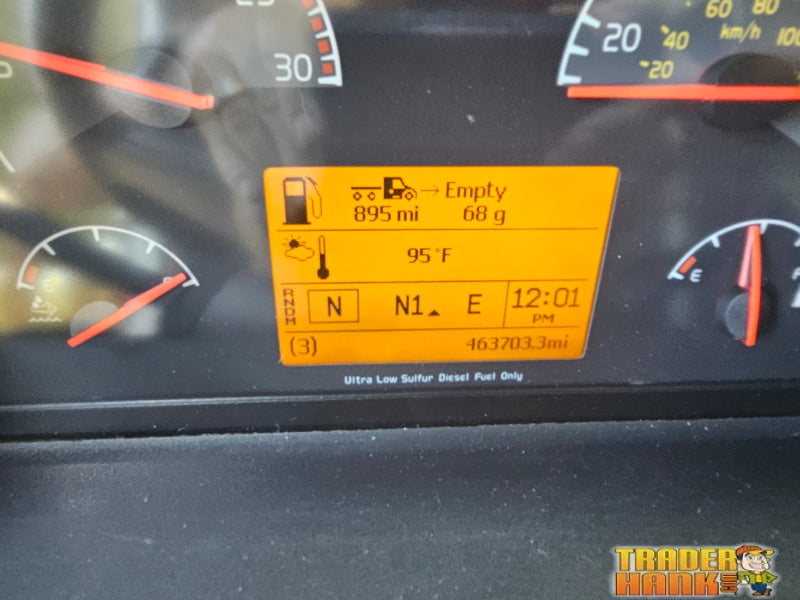 25
30
60 80
20 40 km/h 100
20
→ Empty
895 mi 68 g
95°F
R
N
D
M
N N1 E 12:01
PM
(3) 463703.3mi
E
Ultra Low Sulfur Diesel Fuel Only
TRADER
HANK